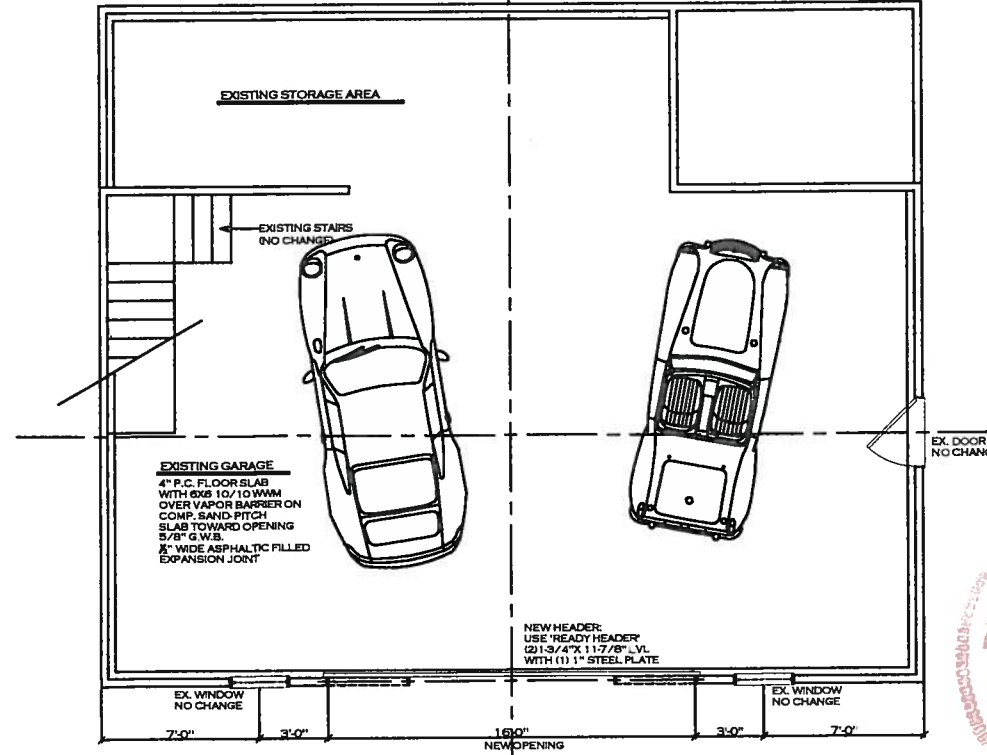 EXISTING STORAGE AREA
EXISTING STAIRS
(NO CHANGE)
EX. DOOR
NO CHANG
EXISTING GARAGE
4" P.C. FLOOR SLAB
WITH 6X6 10/10 WWM
OVER VAPOR BARRIER ON
COMP. SAND-PITCH
SLAB TOWARD OPENING
5/8" G.W.B.
½" WIDE ASPHALTIC FILLED
EXPANSION JOINT
NEW HEADER:
USE 'READY HEADER'
(2)1-3/4"X 11-7/8" LVL
WITH (1) 1" STEEL PLATE
EX. WINDOW
NO CHANGE
EX. WINDOW
NO CHANGE
7'-0" 3'-0" 16'-0" 3'-0" 7'-0"
NEW OPENING